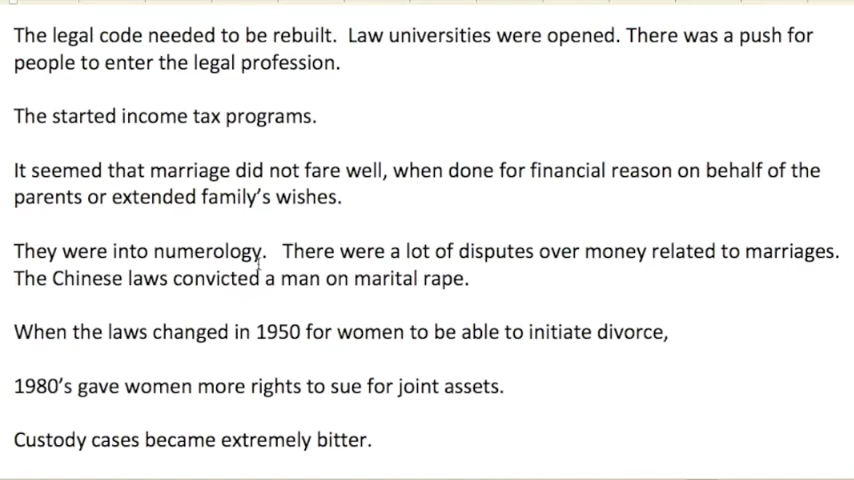 The legal code needed to be rebuilt.  Law universities were opened. There was a push for
people to enter the legal profession.
The started income tax programs.
It seemed that marriage did not fare well, when done for financial reason on behalf of the
parents or extended family's wishes.
They were into numerology.   There were a lot of disputes over money related to marriages.
The Chinese laws convicted a man on marital rape.
When the laws changed in 1950 for women to be able to initiate divorce,
1980's gave women more rights to sue for joint assets.
Custody cases became extremely bitter.